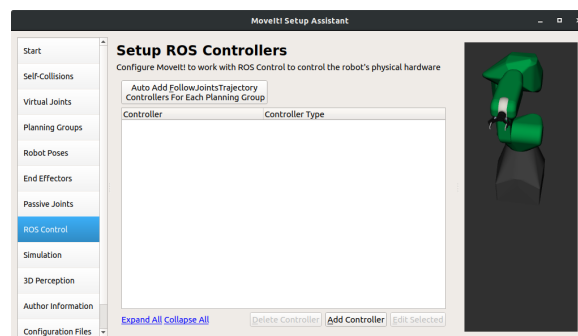 MoveIt! Setup Assistant
Start
Self-Collisions
Virtual Joints
Planning Groups
Robot Poses
End Effectors
Passive Joints
ROS Control
Simulation
3D Perception
Author Information
Configuration Files
Setup ROS Controllers
Configure MoveIt! to work with ROS Control to control the robot's physical hardware
Auto Add FollowJointsTrajectory
Controllers For Each Planning Group
Controller Controller Type
Expand All Collapse All Delete Controller Add Controller Edit Selected